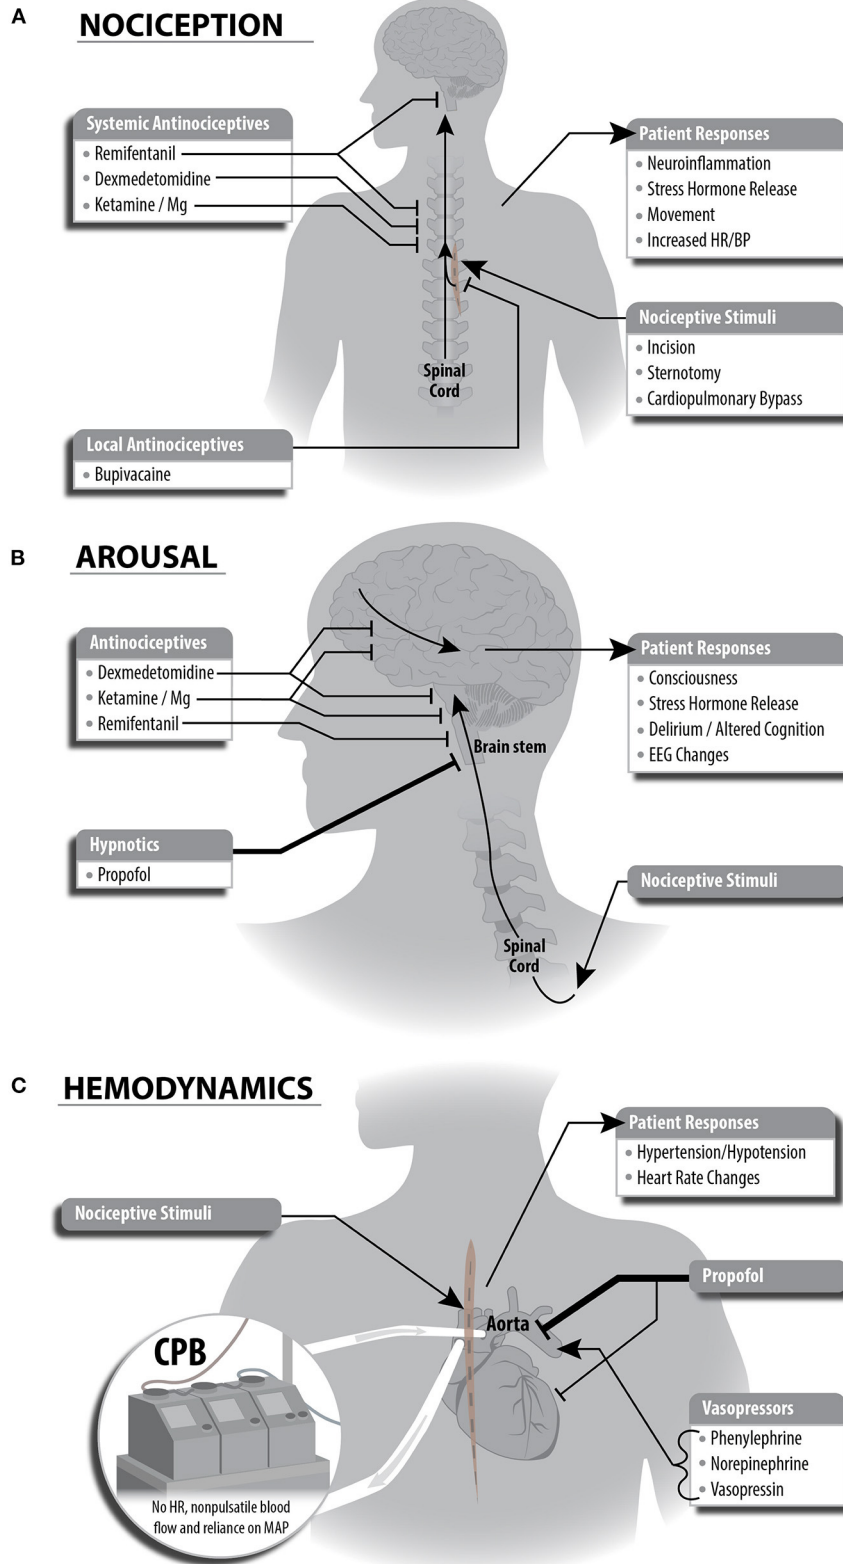 A
NOCICEPTION
Systemic Antinociceptives
Remifentanil
Dexmedetomidine
Ketamine / Mg
Patient Responses
Neuroinflammation
Stress Hormone Release
Movement
Increased HR/BP
Nociceptive Stimuli
Incision
Sternotomy
Cardiopulmonary Bypass
Spinal
Cord
Local Antinociceptives
Bupivacaine
B
AROUSAL
Antinociceptives
Dexmedetomidine
Ketamine / Mg
Remifentanil
Patient Responses
Consciousness
Stress Hormone Release
Delirium / Altered Cognition
EEG Changes
Brain stem
Hypnotics
Propofol
Nociceptive Stimuli
Spinal
Cord
C
HEMODYNAMICS
Patient Responses
Hypertension/Hypotension
Heart Rate Changes
Nociceptive Stimuli
Propofol
Aorta
CPB
Vasopressors
Phenylephrine
Norepinephrine
Vasopressin
No HR, nonpulsatile blood
flow and reliance on MAP